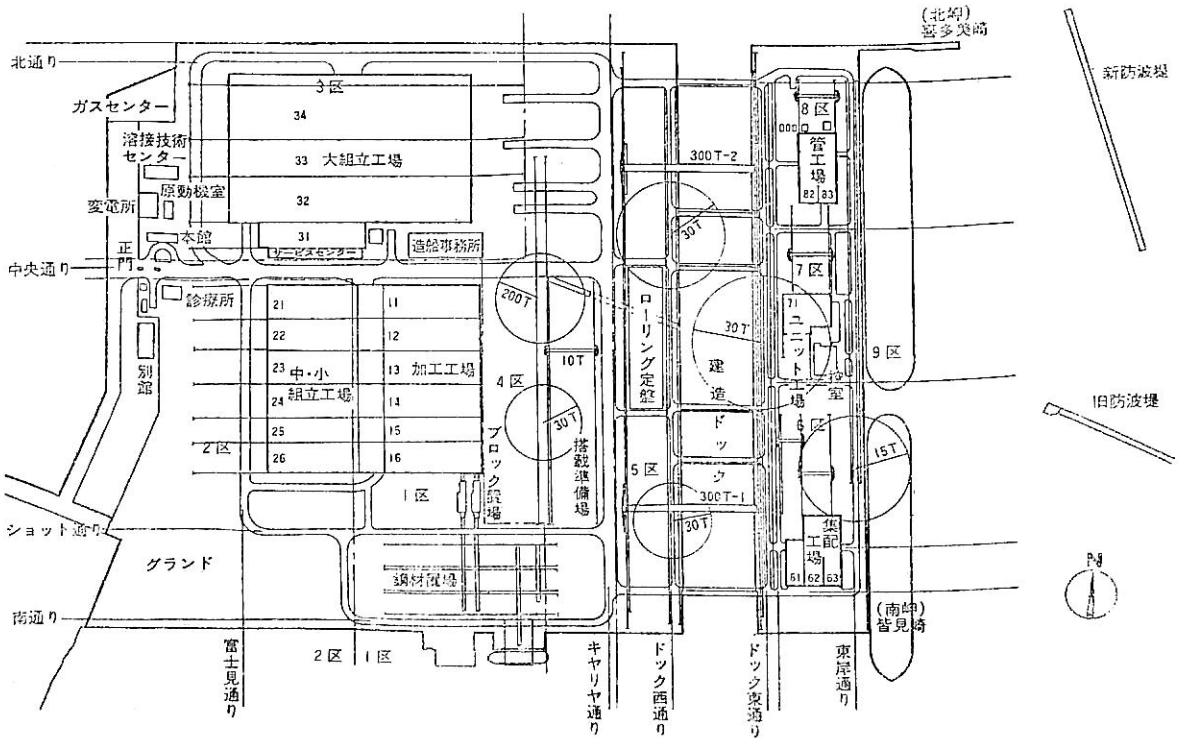 (北岬)
喜多美崎
北通り
新防波堤
3区
ガスセンター
34
8区
溶接技術
センター
33
大組立工場
300T-2
管工場
原動機室
82
83
変電所
32
30T
本館
31
造船事務所
正門
サービスセンター
中央通り
7区
診療所
21
11
200T
ローリング定盤
71
ユニット工場
22
12
30T
9区
別館
23
中・小
組立工場
13
加工工場
4区
10T
建造ドック
控室
24
14
旧防波堤
30T
6区
25
15
2区
15T
26
16
ブロック置場
搭載準備場
5区
1区
300T-1
ショット通り
30T
集配
工場
グランド
鋼材置場
61
62
63
南通り
(南岬)
皆見崎
富士見通り
2区
1区
キャリヤ通り
ドック西通り
ドック東通り
東岸通り